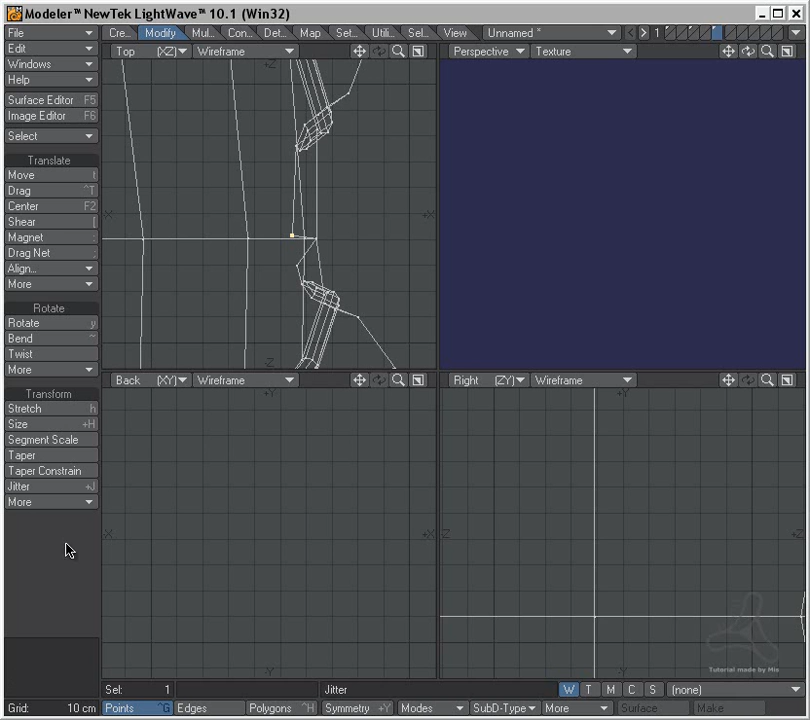 Modeler™ NewTek LightWave™ 10.1 (Win32)
File Cre.. Modify Mul.. Con.. Det.. Map Set.. Utili.. Sel.. View Unnamed * 1
Edit Top (XZ) Wireframe Perspective Texture
Windows
Help
Surface Editor F5
Image Editor F6
Select
Translate
Move t
Drag ^T
Center F2
Shear [
Magnet :
Drag Net ;
Align...
More
Rotate
Rotate y
Bend ~
Twist
More
Back (XY) Wireframe Right (ZY) Wireframe
Transform
Stretch h
Size +H
Segment Scale
Taper
Taper Constrain
Jitter +J
More
Tutorial made by Mie
Sel: 1 Jitter W T M C S (none)
Grid: 10 cm Points ^G Edges Polygons ^H Symmetry +Y Modes SubD-Type More Surface Make